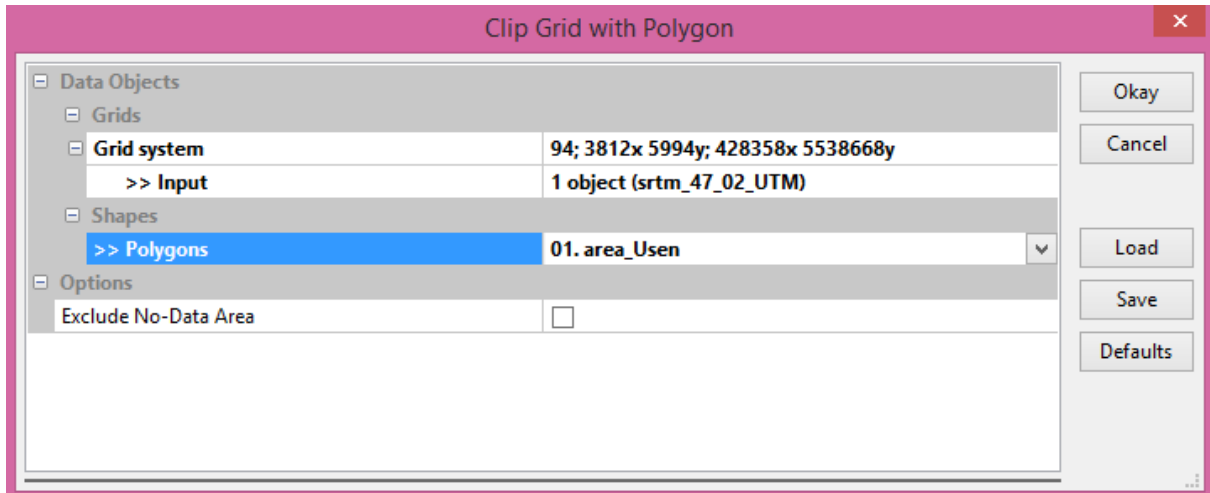 Clip Grid with Polygon
Data Objects
Grids
Grid system 94; 3812x 5994y; 428358x 5538668y
>> Input 1 object (srtm_47_02_UTM)
Shapes
>> Polygons 01. area_Usen
Options
Exclude No-Data Area
Okay
Cancel
Load
Save
Defaults